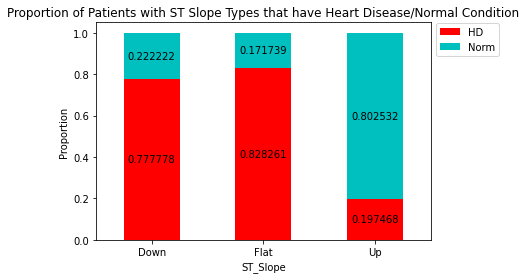 Proportion of Patients with ST Slope Types that have Heart Disease/Normal Condition
HD
Norm
1.0
0.8
0.6
0.4
0.2
0.0
Proportion
0.222222
0.171739
0.802532
0.777778
0.828261
0.197468
Down
Flat
Up
ST_Slope